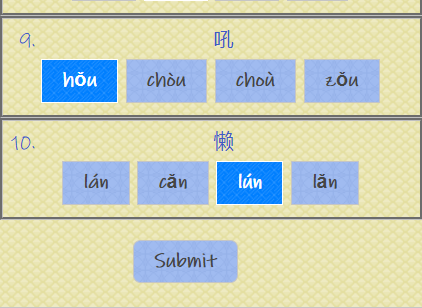 9. 吼
hǒu chòu choù zǒu
10. 懒
lán cǎn lún lǎn
Submit